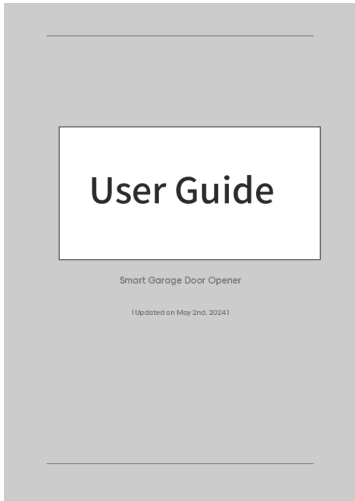 User Guide
Smart Garage Door Opener
(Updated on May 2nd, 2024)